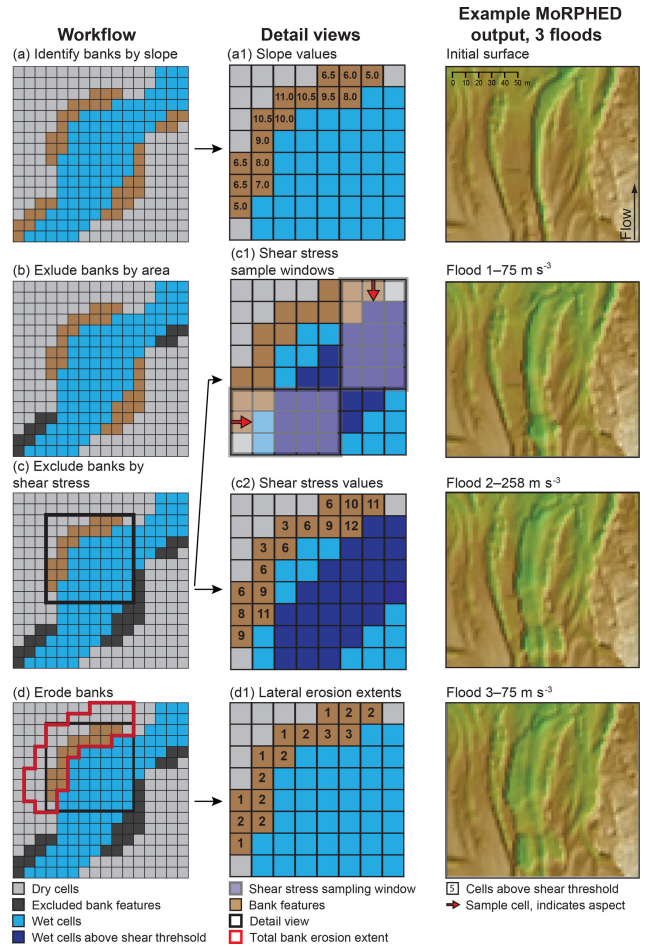 Workflow
Detail views
Example MoRPHED
output, 3 floods
(a) Identify banks by slope
(a1) Slope values
Initial surface
6.5 6.0 5.0
11.0 10.5 9.5 8.0
10.5 10.0
9.0
6.5 8.0
6.5 7.0
5.0
0 10 20 30 40 50 m
Flow
(b) Exlude banks by area
(c1) Shear stress
sample windows
Flood 1–75 m s-3
(c) Exclude banks by
shear stress
(c2) Shear stress values
Flood 2–258 m s-3
6 10 11
3 6 9 12
3 6
6
6 9
8 11
9
(d) Erode banks
(d1) Lateral erosion extents
Flood 3–75 m s-3
1 2 2
1 2 3 3
1 2
2
1 2
2 2
1
Dry cells
Excluded bank features
Wet cells
Wet cells above shear threhsold
Shear stress sampling window
Bank features
Detail view
Total bank erosion extent
5 Cells above shear threshold
Sample cell, indicates aspect